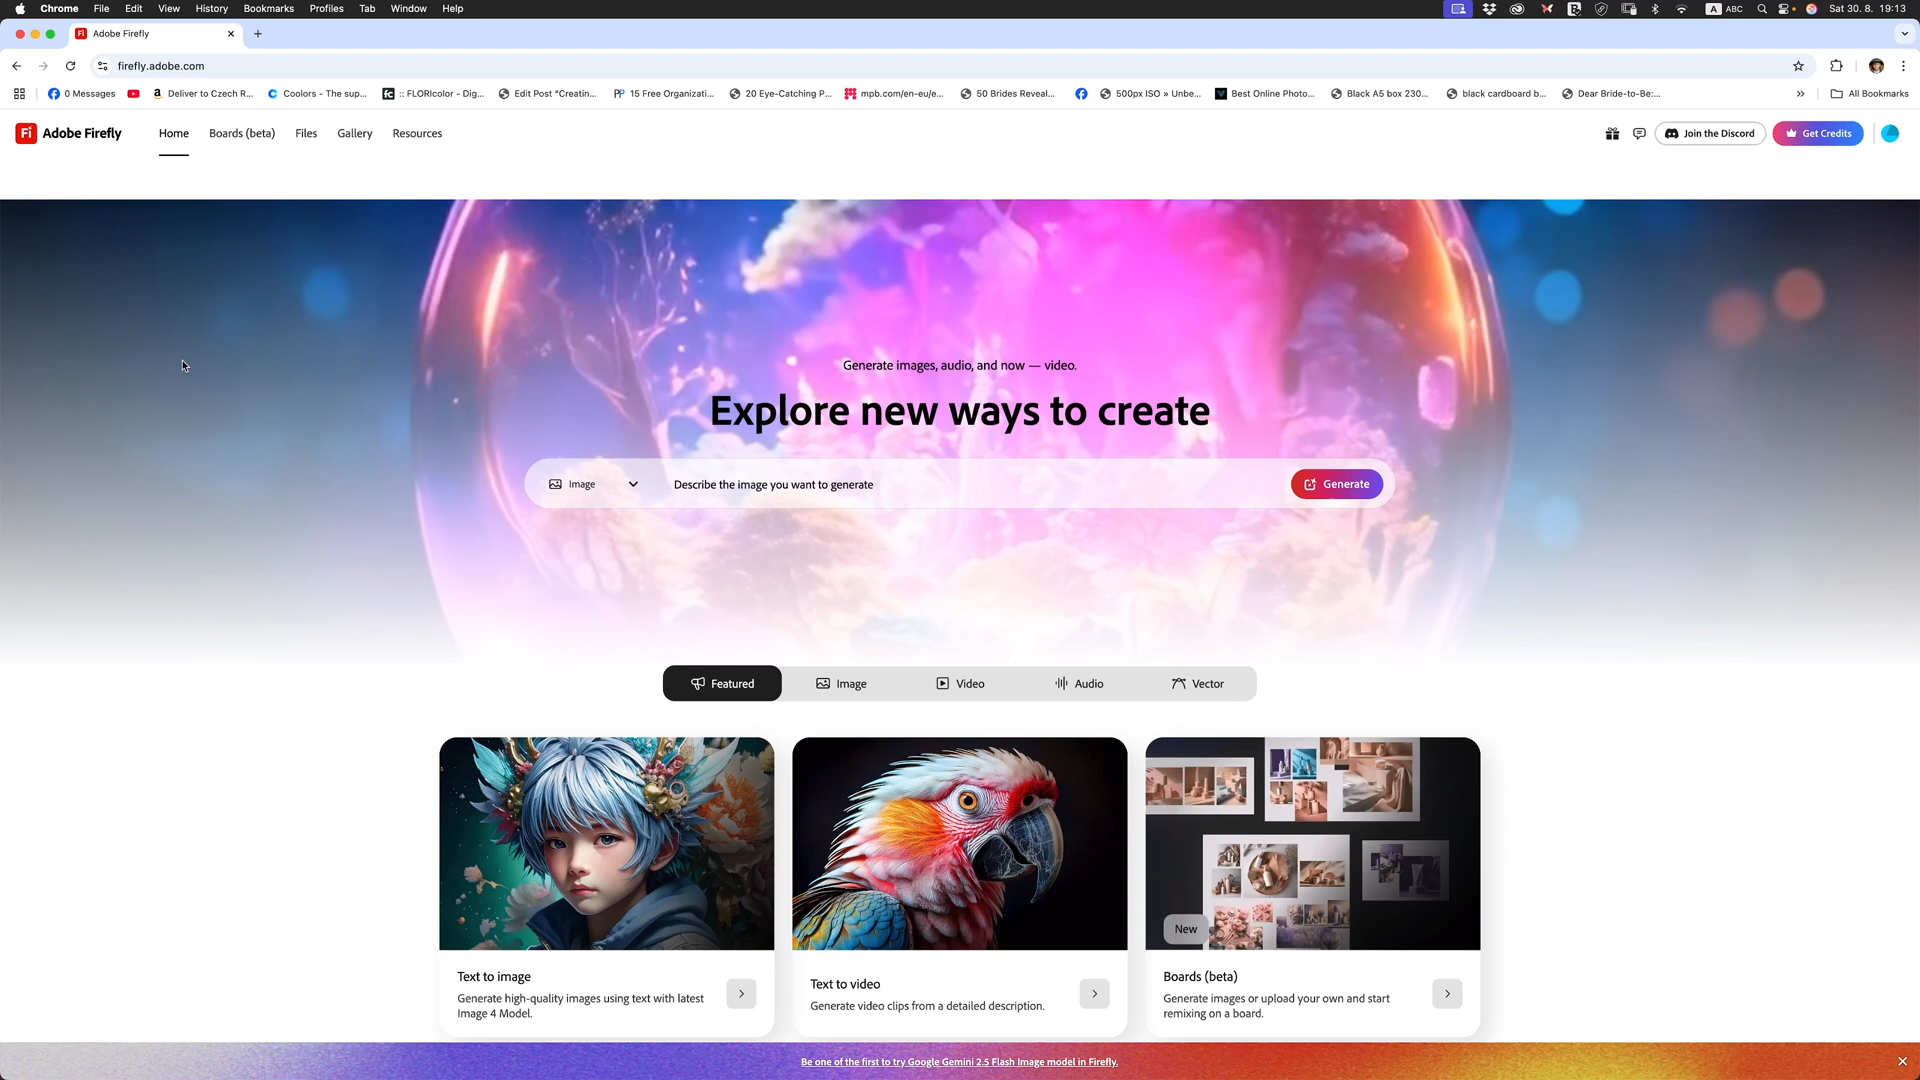 Chrome File Edit View History Bookmarks Profiles Tab Window Help
A ABC Sat 30. 8. 19:13
Fi Adobe Firefly
firefly.adobe.com
0 Messages Deliver to Czech R... Coolors - The sup... fc :: FLORIcolor - Dig... Edit Post "Creatin... PP 15 Free Organizati... 20 Eye-Catching P... mpb.com/en-eu/e... 50 Brides Reveal... 500px ISO » Unbe... Best Online Photo... Black A5 box 230... black cardboard b... Dear Bride-to-Be:... All Bookmarks
Fi Adobe Firefly Home Boards (beta) Files Gallery Resources Join the Discord Get Credits
Generate images, audio, and now — video.
Explore new ways to create
Image Describe the image you want to generate Generate
Featured Image Video Audio Vector
New
Text to image
Generate high-quality images using text with latest
Image 4 Model.
Text to video
Generate video clips from a detailed description.
Boards (beta)
Generate images or upload your own and start
remixing on a board.
Be one of the first to try Google Gemini 2.5 Flash Image model in Firefly.